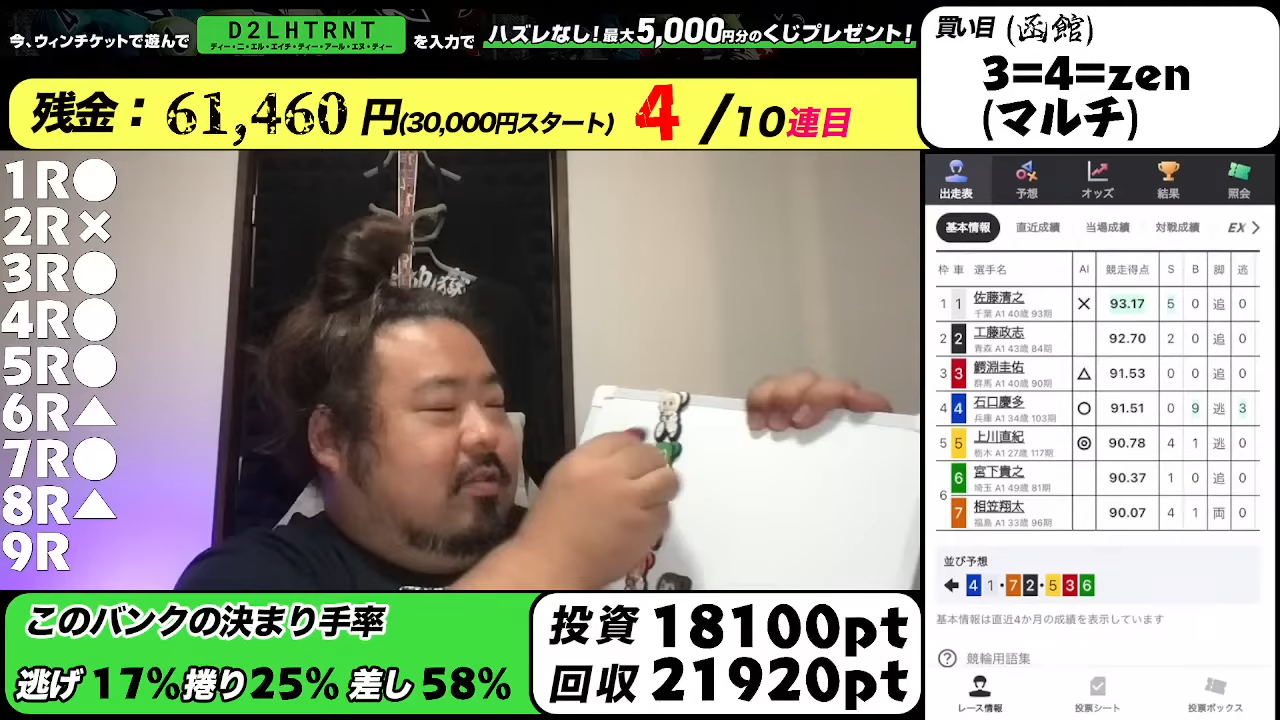 今、ウィンチケットで遊んで
D2LHTRNT
ディー・ニ・エル・エイチ・ティー・アール・エヌ・ティー
を入力で
ハズレなし!最大5,000円分のくじプレゼント!
残金: 61,460 円(30,000円スタート) 4/10連目
買い目 (函館)
3=4=zen
(マルチ)
1R●
2R×
3R●
4R●
5R●
6R▲
7R●
8R▲
9R
出走表 予想 オッズ 結果 照会
基本情報 直近成績 当場成績 対戦成績 EX
枠 車 選手名 AI 競走得点 S B 脚 逃
1 1 佐藤清之 × 93.17 5 0 追 0
千葉 A1 40歳 93期
2 2 工藤政志 92.70 2 0 追 0
青森 A1 43歳 84期
3 3 鰐淵圭佑 △ 91.53 0 0 追 0
群馬 A1 40歳 90期
4 4 石口慶多 ○ 91.51 0 9 逃 3
兵庫 A1 34歳 103期
5 5 上川直紀 ◎ 90.78 4 1 逃 0
栃木 A1 27歳 117期
6 6 宮下貴之 90.37 1 0 追 0
埼玉 A1 49歳 81期
7 相笠翔太 90.07 4 1 両 0
福島 A1 33歳 96期
並び予想
← 4 1・7 2・5 3 6
基本情報は直近4か月の成績を表示しています
? 競輪用語集
レース情報 投票シート 投票ボックス
このバンクの決まり手率
逃げ 17% 捲り 25% 差し 58%
投資 18100pt
回収 21920pt